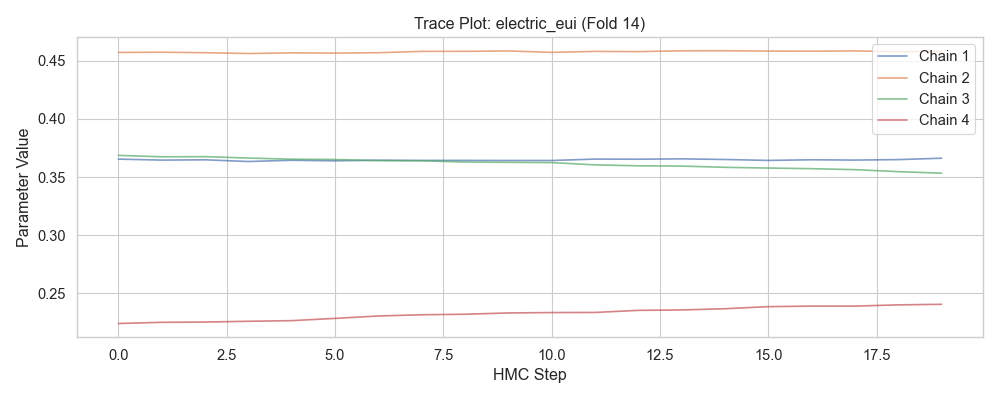 Trace Plot: electric_eui (Fold 14)
Parameter Value
0.45
0.40
0.35
0.30
0.25
Chain 1
Chain 2
Chain 3
Chain 4
0.0 2.5 5.0 7.5 10.0 12.5 15.0 17.5
HMC Step